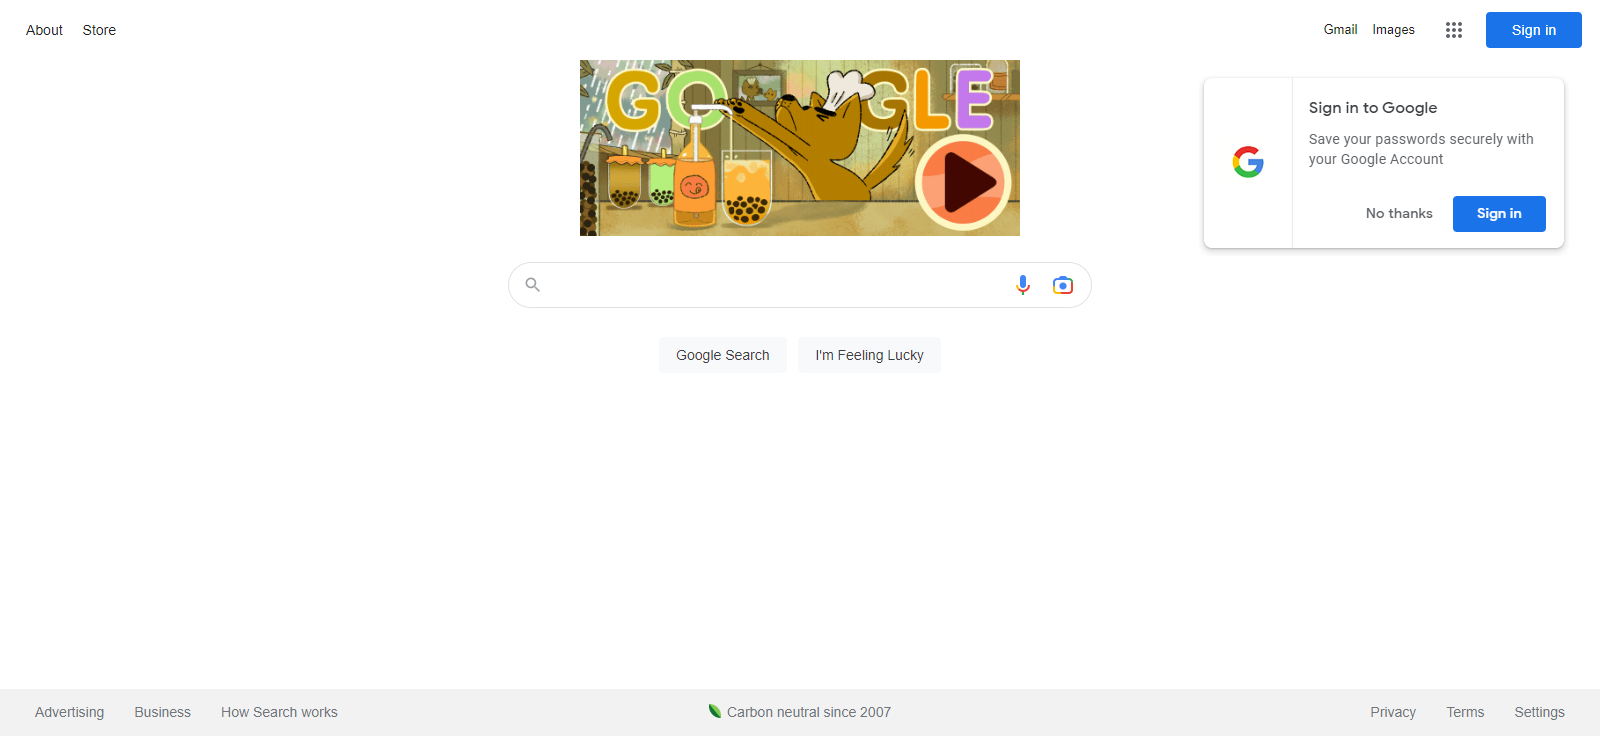 About Store
Gmail Images Sign in
GOOGLE
Sign in to Google
Save your passwords securely with
your Google Account
No thanks Sign in
Google Search I'm Feeling Lucky
Advertising Business How Search works
Carbon neutral since 2007
Privacy Terms Settings